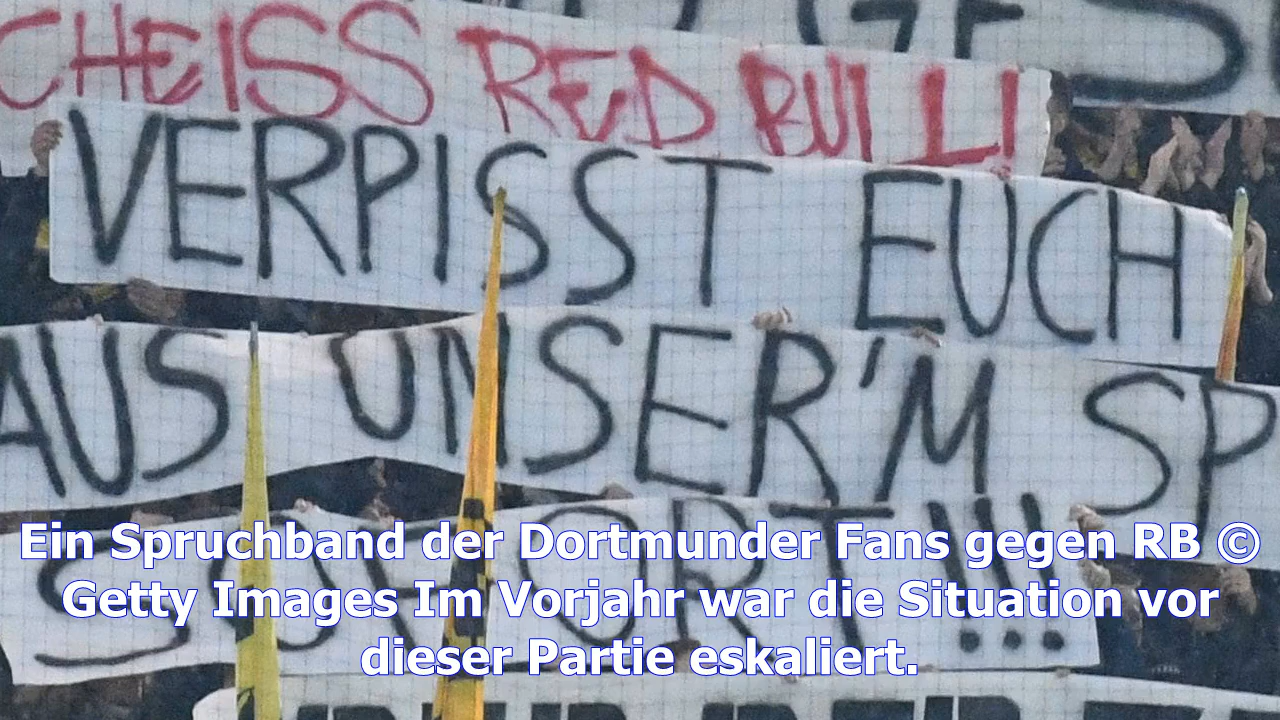 CHEISS RED BULL!
VERPISST EUCH
AUS UNSER'M SP
SOFORT!!!
Ein Spruchband der Dortmunder Fans gegen RB ©
Getty Images Im Vorjahr war die Situation vor
dieser Partie eskaliert.